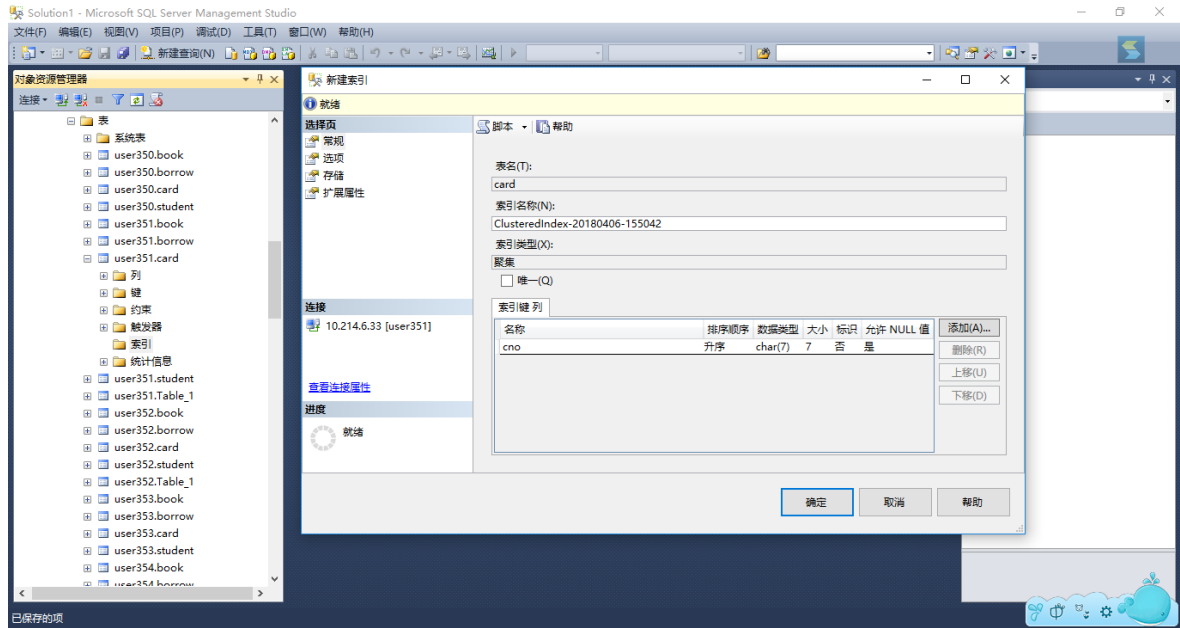 Solution1 - Microsoft SQL Server Management Studio
文件(F) 编辑(E) 视图(V) 项目(P) 调试(D) 工具(T) 窗口(W) 帮助(H)
新建查询(N)
对象资源管理器
连接
表
系统表
user350.book
user350.borrow
user350.card
user350.student
user351.book
user351.borrow
user351.card
列
键
约束
触发器
索引
统计信息
user351.student
user351.Table_1
user352.book
user352.borrow
user352.card
user352.student
user352.Table_1
user353.book
user353.borrow
user353.card
user353.student
user354.book
user354.borrow
已保存的项
新建索引
就绪
选择页
常规
选项
存储
扩展属性
连接
10.214.6.33 [user351]
查看连接属性
进度
就绪
脚本 帮助
表名(T):
card
索引名称(N):
ClusteredIndex-20180406-155042
索引类型(X):
聚集
唯一(Q)
索引键 列
名称 排序顺序 数据类型 大小 标识 允许 NULL 值
cno 升序 char(7) 7 否 是
添加(A)...
删除(R)
上移(U)
下移(D)
确定 取消 帮助